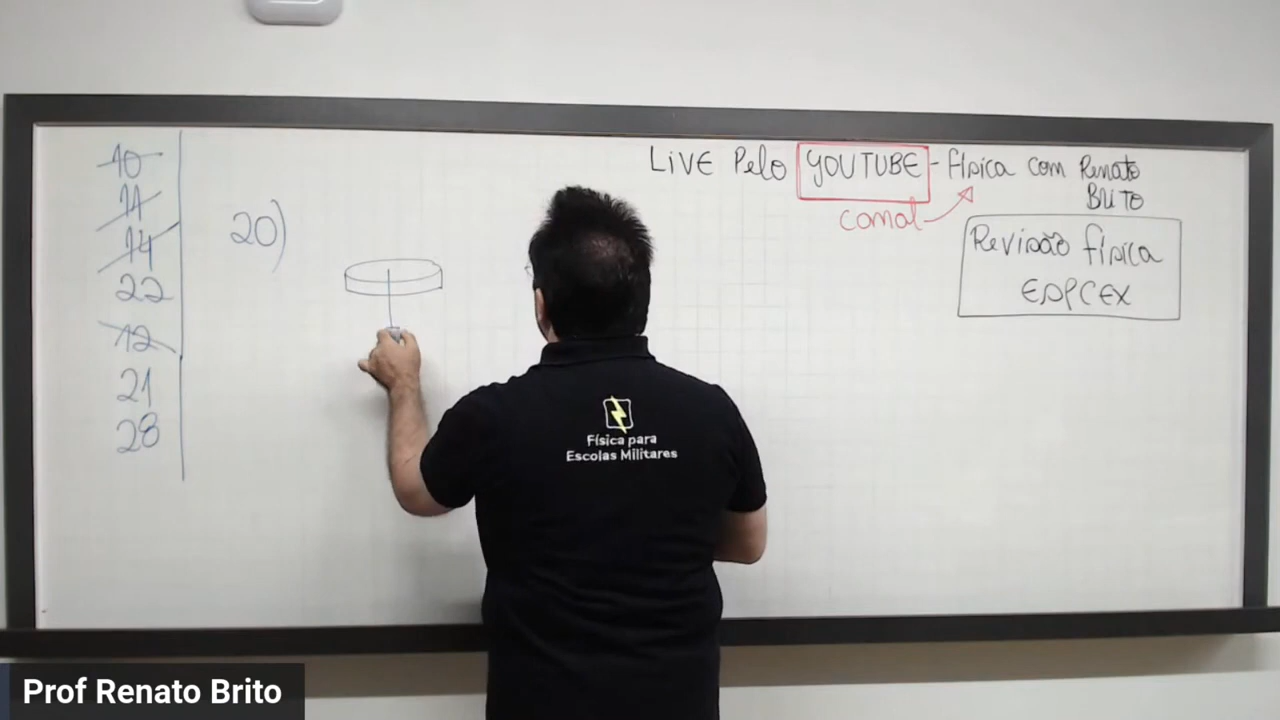 LIVE Pelo YOUTUBE - Física com Renato
BRITO
canal
Revisão física
ESPCEX
10
11
14
22
12
21
28
20)
Física para
Escolas Militares
Prof Renato Brito